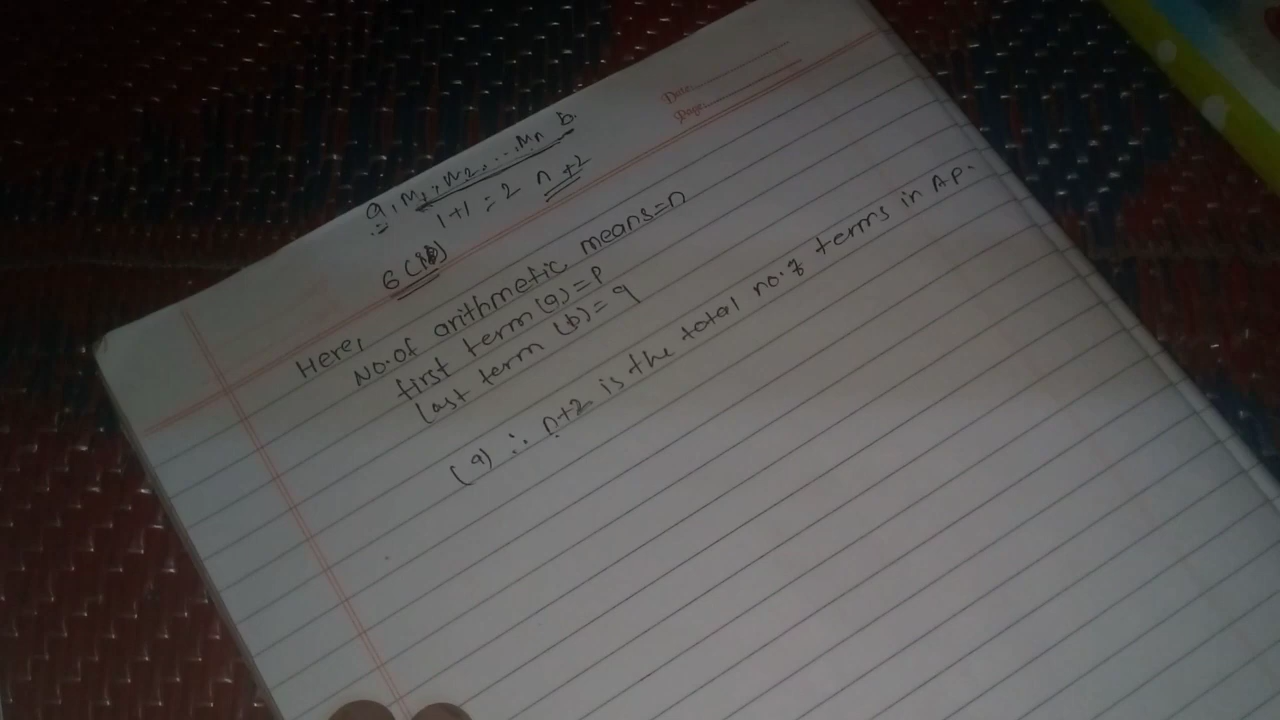 Date:
Page:
a, M1, M2, ..., Mn b.
1+1 = 2 n+2
6 (
Here,
No. of arithmetic means = n
first term (a) = p
last term (b) = q
(a) ∴ n+2 is the total no. of terms in A.P.